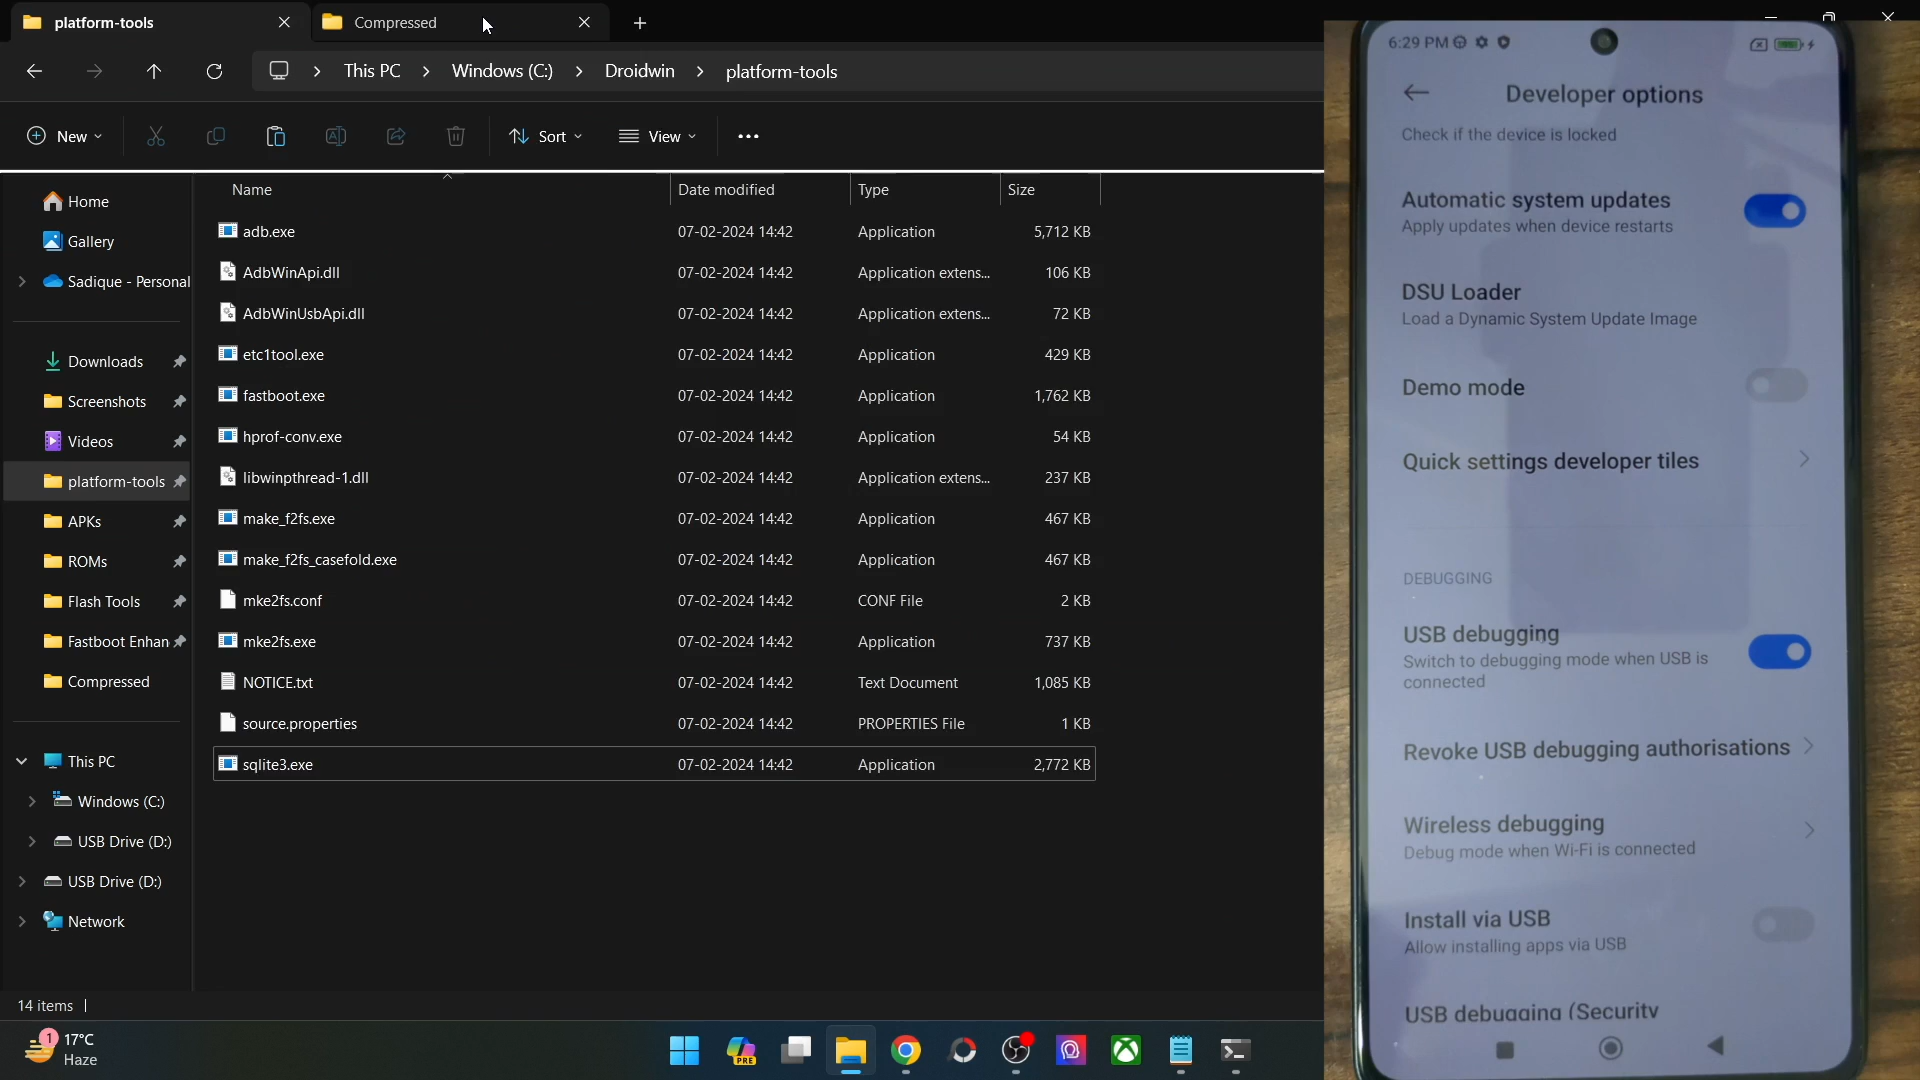 platform-tools
Compressed
This PC
Windows (C:)
Droidwin
platform-tools
New
Sort
View
Name
Date modified
Type
Size
Home
Gallery
Sadique - Personal
Downloads
Screenshots
Videos
platform-tools
APKs
ROMs
Flash Tools
Fastboot Enhan
Compressed
This PC
Windows (C:)
USB Drive (D:)
USB Drive (D:)
Network
adb.exe 07-02-2024 14:42 Application 5,712 KB
AdbWinApi.dll 07-02-2024 14:42 Application extens... 106 KB
AdbWinUsbApi.dll 07-02-2024 14:42 Application extens... 72 KB
etc1tool.exe 07-02-2024 14:42 Application 429 KB
fastboot.exe 07-02-2024 14:42 Application 1,762 KB
hprof-conv.exe 07-02-2024 14:42 Application 54 KB
libwinpthread-1.dll 07-02-2024 14:42 Application extens... 237 KB
make_f2fs.exe 07-02-2024 14:42 Application 467 KB
make_f2fs_casefold.exe 07-02-2024 14:42 Application 467 KB
mke2fs.conf 07-02-2024 14:42 CONF File 2 KB
mke2fs.exe 07-02-2024 14:42 Application 737 KB
NOTICE.txt 07-02-2024 14:42 Text Document 1,085 KB
source.properties 07-02-2024 14:42 PROPERTIES File 1 KB
sqlite3.exe 07-02-2024 14:42 Application 2,772 KB
14 items
1
17°C
Haze
PRE
6:29 PM
Developer options
Check if the device is locked
Automatic system updates
Apply updates when device restarts
DSU Loader
Load a Dynamic System Update Image
Demo mode
Quick settings developer tiles
DEBUGGING
USB debugging
Switch to debugging mode when USB is
connected
Revoke USB debugging authorisations
Wireless debugging
Debug mode when Wi-Fi is connected
Install via USB
Allow installing apps via USB
USB debugging (Security